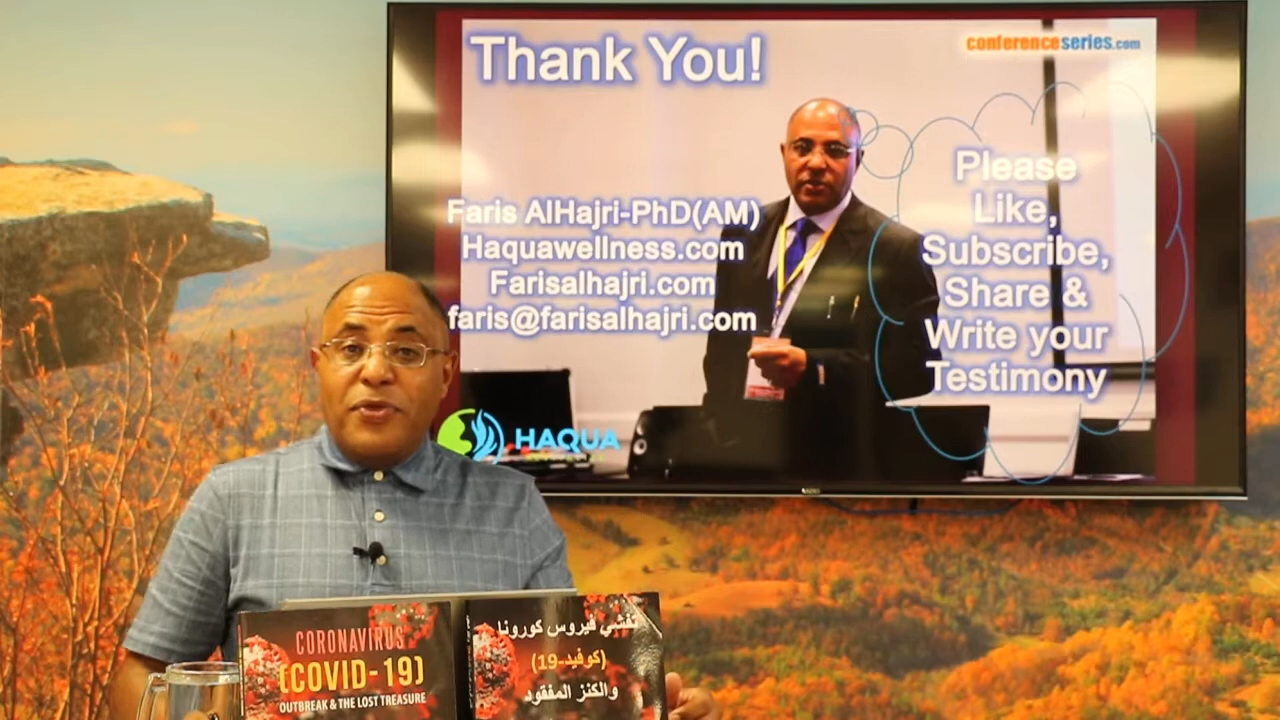 Thank You!
conferenceseries.com
Faris AlHajri-PhD(AM)
Haquawellness.com
Farisalhajri.com
faris@farisalhajri.com
Please
Like,
Subscribe,
Share &
Write your
Testimony
HAQUA
CORONAVIRUS
(COVID-19)
OUTBREAK & THE LOST TREASURE
تفشي فيروس كورونا
(كوفيد-19)
والكنز المفقود